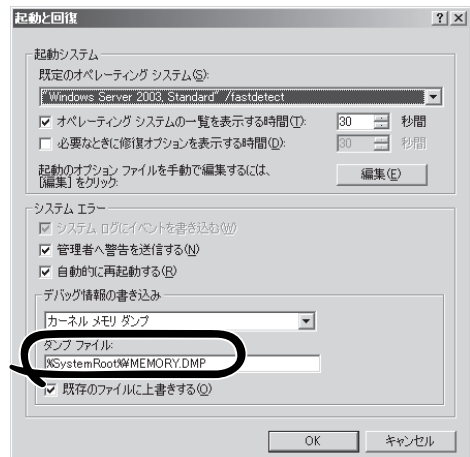 起動と回復
起動システム
既定のオペレーティング システム(S):
"Windows Server 2003, Standard" /fastdetect
オペレーティング システムの一覧を表示する時間(T): 30 秒間
必要なときに修復オプションを表示する時間(D): 30 秒間
起動のオプション ファイルを手動で編集するには、
[編集] をクリック: 編集(E)
システム エラー
システム ログにイベントを書き込む(W)
管理者へ警告を送信する(N)
自動的に再起動する(R)
デバッグ情報の書き込み
カーネル メモリ ダンプ
ダンプ ファイル:
%SystemRoot%¥MEMORY.DMP
既存のファイルに上書きする(O)
OK キャンセル